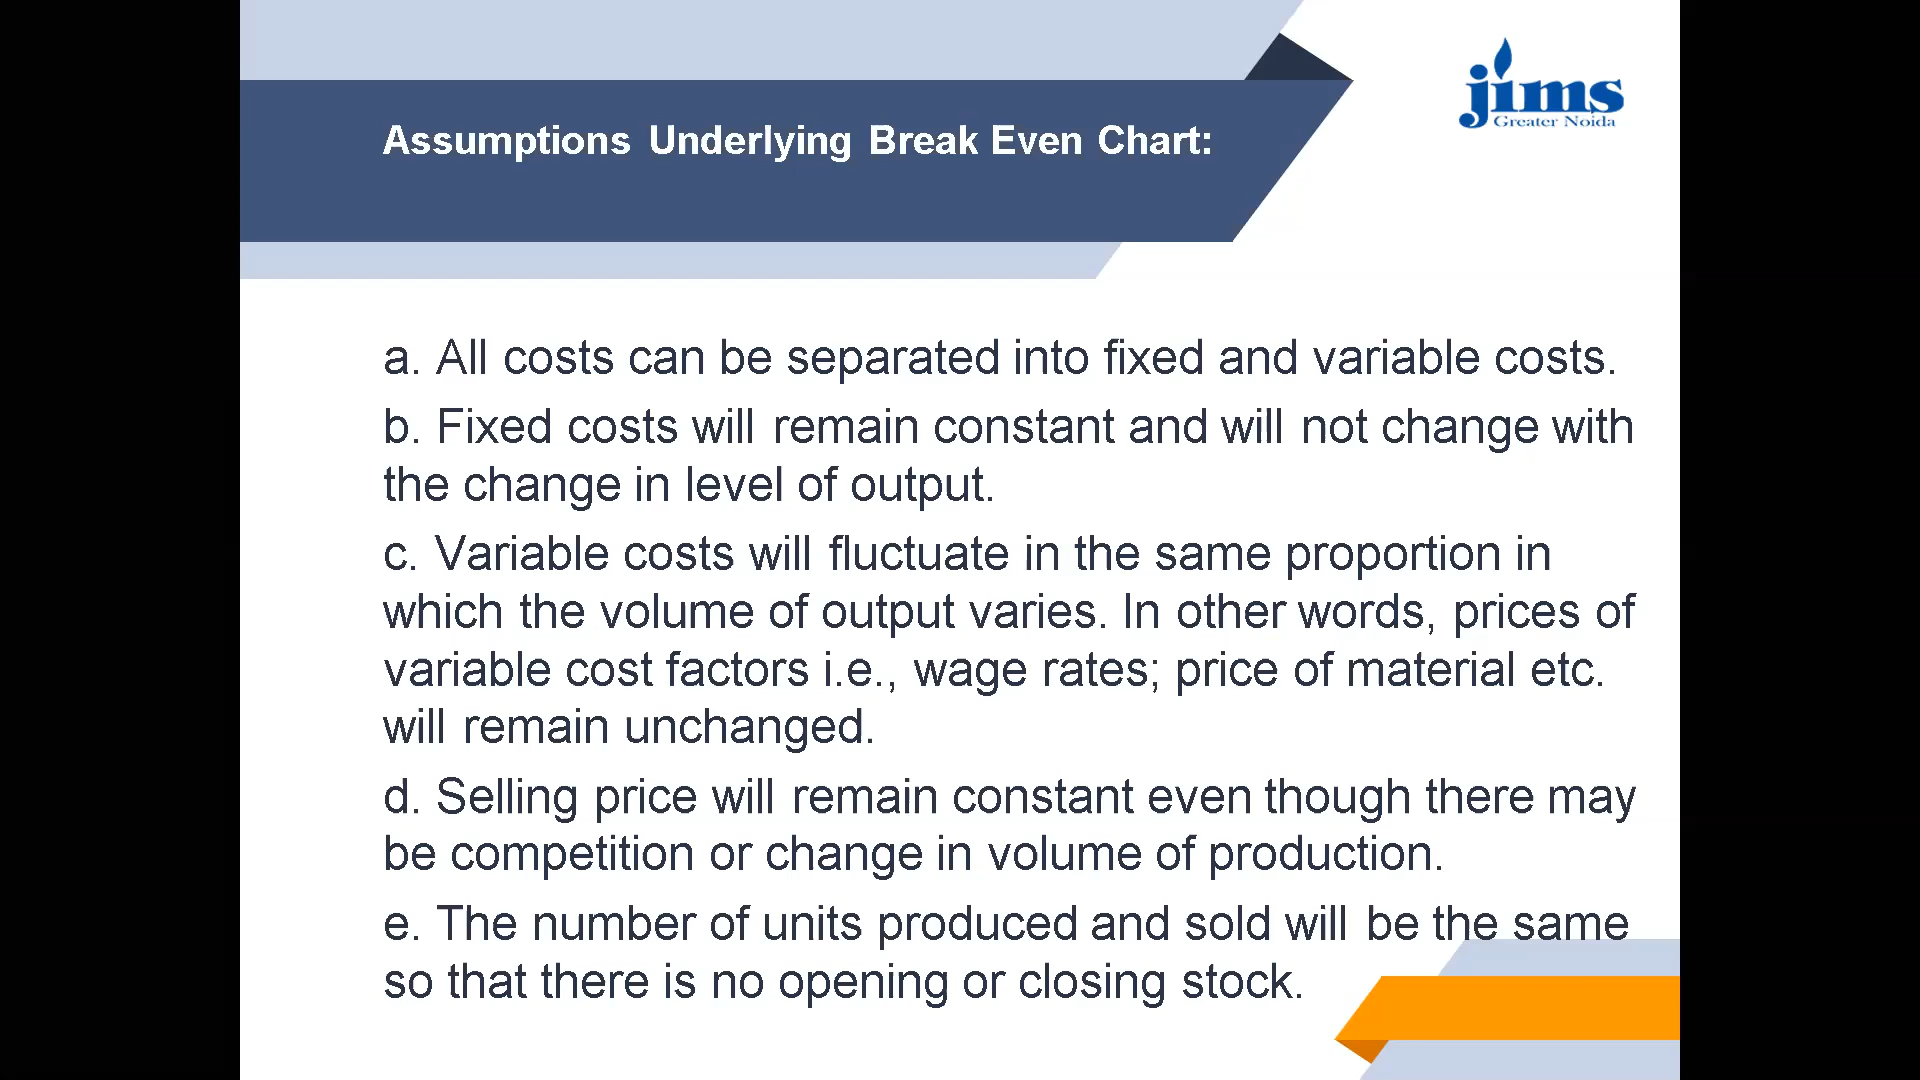 jims
Greater Noida
Assumptions Underlying Break Even Chart:
a. All costs can be separated into fixed and variable costs.
b. Fixed costs will remain constant and will not change with
the change in level of output.
c. Variable costs will fluctuate in the same proportion in
which the volume of output varies. In other words, prices of
variable cost factors i.e., wage rates; price of material etc.
will remain unchanged.
d. Selling price will remain constant even though there may
be competition or change in volume of production.
e. The number of units produced and sold will be the same
so that there is no opening or closing stock.